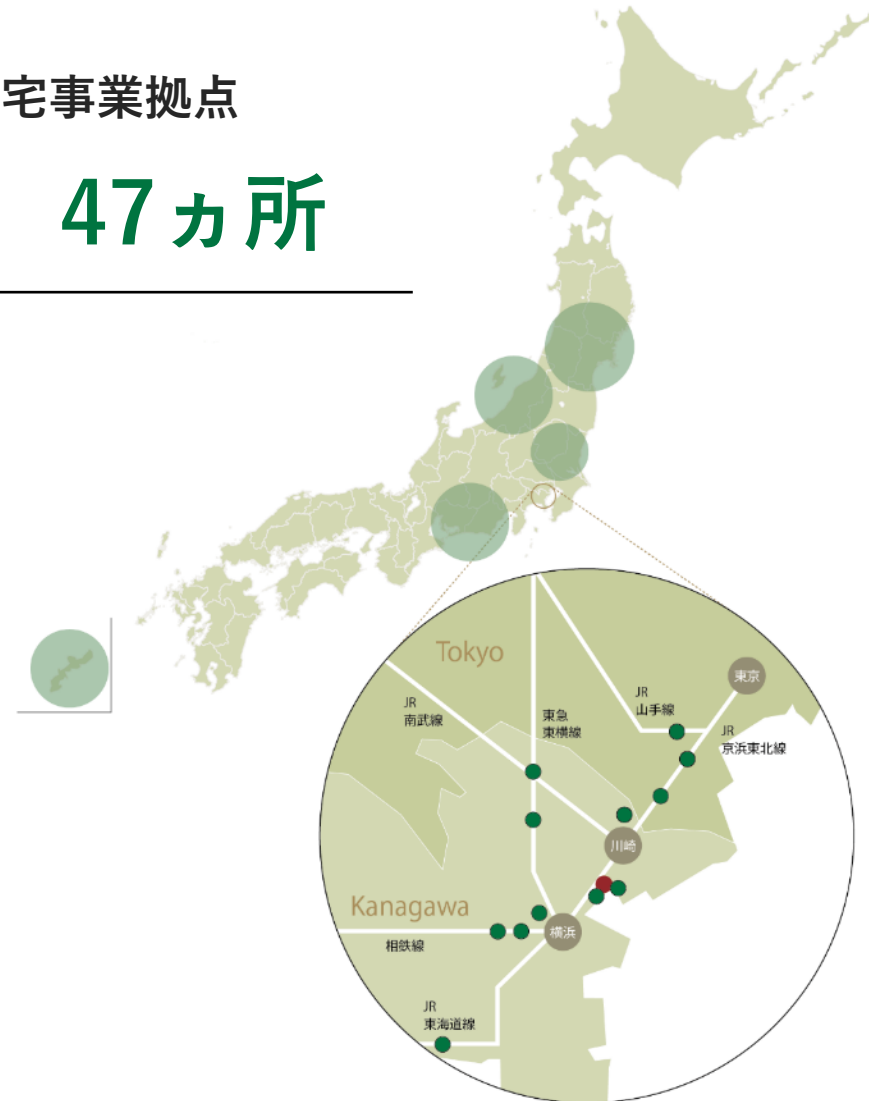 宅事業拠点
47ヵ所
Tokyo
東京
JR
山手線
JR
南武線
東急
東横線
JR
京浜東北線
川崎
Kanagawa
横浜
相鉄線
JR
東海道線